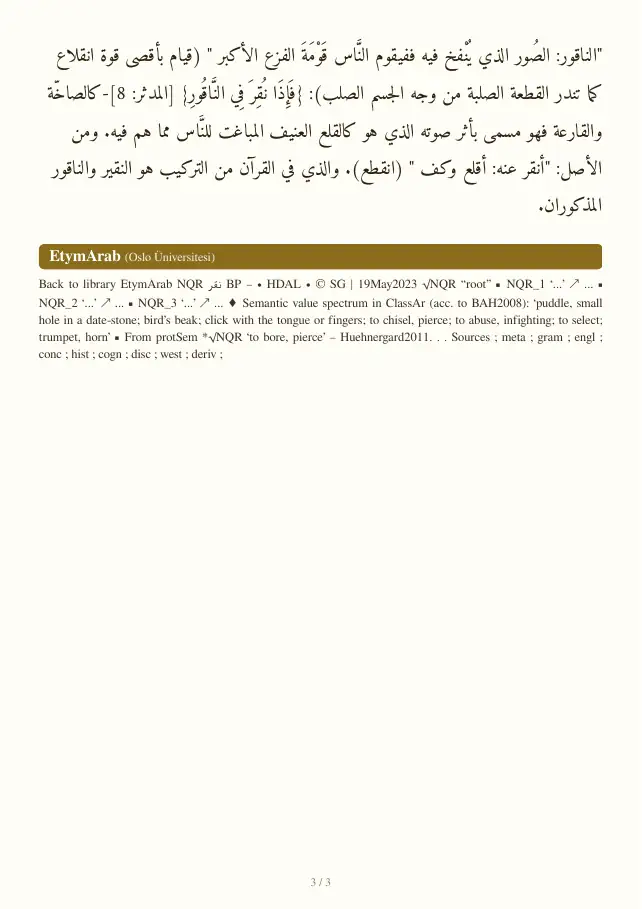 "الناقور: الصُور الذي يُنْفخ فيه ففيقوم النَّاس قَوْمَةَ الفزع الأكبر " (قيام بأقصى قوة انقلاع
كما تندر القطعة الصلبة من وجه الجسم الصلب): {فَإِذَا نُقِرَ فِي النَّاقُورِ} [المدثر: 8]-كالصاخّة
والقارعة فهو مسمى بأثر صوته الذي هو كالقلع العنيف المباغت للنَّاس مما هم فيه. ومن
الأصل: "أنقر عنه: أقلع وكف " (انقطع). والذي في القرآن من التركيب هو النقير والناقور
المذكوران.
EtymArab (Oslo Üniversitesi)
Back to library EtymArab NQR نقر BP – • HDAL • © SG | 19May2023 √NQR “root” ▪ NQR_1 ‘...’ ↗ ... ▪
NQR_2 ‘...’ ↗ ... ▪ NQR_3 ‘...’ ↗ ... ♦ Semantic value spectrum in ClassAr (acc. to BAH2008): ‘puddle, small
hole in a date-stone; bird’s beak; click with the tongue or fingers; to chisel, pierce; to abuse, infighting; to select;
trumpet, horn’ ▪ From protSem *√NQR ‘to bore, pierce’ – Huehnergard2011. . . Sources ; meta ; gram ; engl ;
conc ; hist ; cogn ; disc ; west ; deriv ;
3 / 3